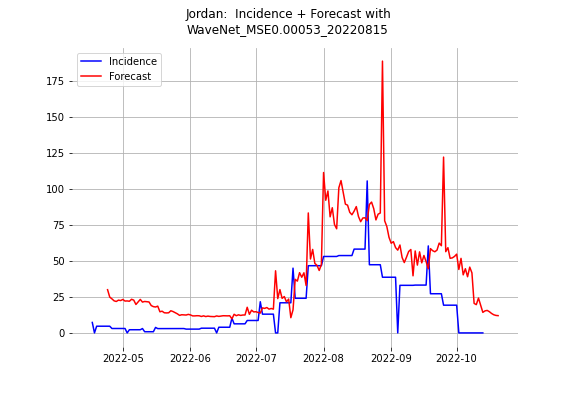 Jordan:  Incidence + Forecast with
WaveNet_MSE0.00053_20220815
Incidence
Forecast
175
150
125
100
75
50
25
0
2022-05 2022-06 2022-07 2022-08 2022-09 2022-10